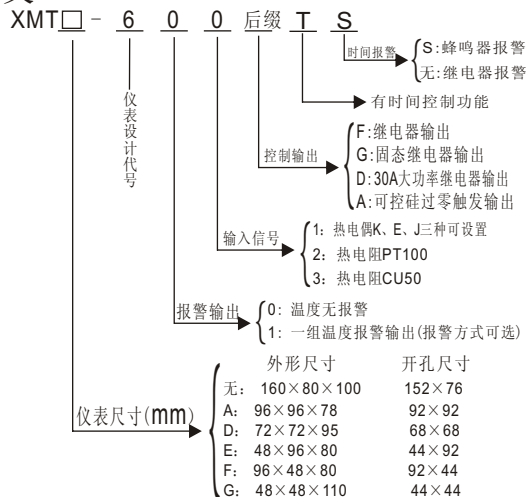 XMT□-600后缀TS
时间报警
S:蜂鸣器报警
无:继电器报警
有时间控制功能
仪表设计代号
控制输出
F:继电器输出
G:固态继电器输出
D:30A大功率继电器输出
A:可控硅过零触发输出
输入信号
1: 热电偶K、E、J三种可设置
2: 热电阻PT100
3: 热电阻CU50
报警输出
0: 温度无报警
1: 一组温度报警输出(报警方式可选)
仪表尺寸(mm)
外形尺寸 开孔尺寸
无: 160×80×100 152×76
A: 96×96×78 92×92
D: 72×72×95 68×68
E: 48×96×80 44×92
F: 96×48×80 92×44
G: 48×48×110 44×44